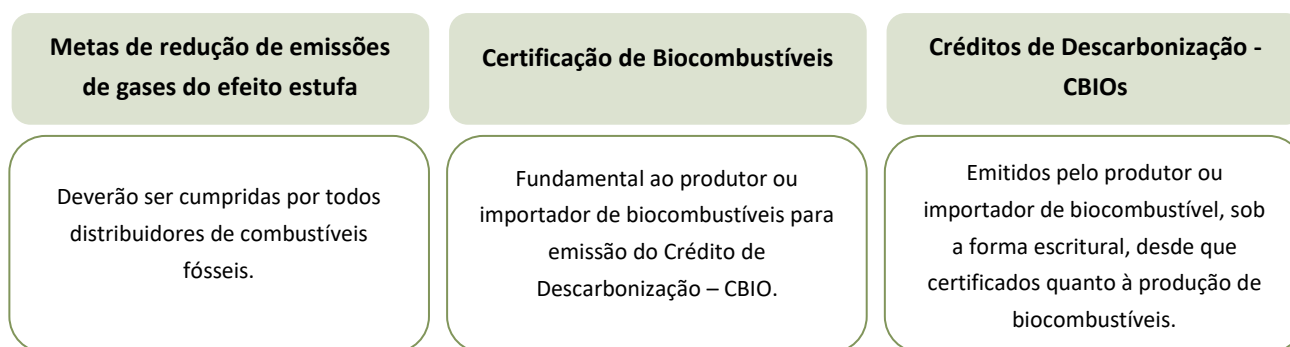 Metas de redução de emissões
de gases do efeito estufa
Deverão ser cumpridas por todos
distribuidores de combustíveis
fósseis.
Certificação de Biocombustíveis
Fundamental ao produtor ou
importador de biocombustíveis para
emissão do Crédito de
Descarbonização – CBIO.
Créditos de Descarbonização -
CBIOs
Emitidos pelo produtor ou
importador de biocombustível, sob
a forma escritural, desde que
certificados quanto à produção de
biocombustíveis.